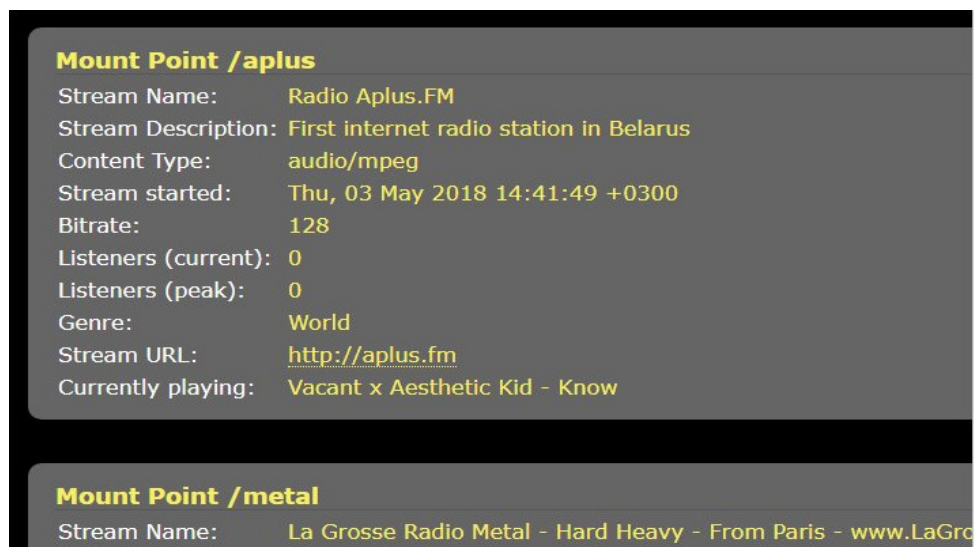 Mount Point /aplus
Stream Name: Radio Aplus.FM
Stream Description: First internet radio station in Belarus
Content Type: audio/mpeg
Stream started: Thu, 03 May 2018 14:41:49 +0300
Bitrate: 128
Listeners (current): 0
Listeners (peak): 0
Genre: World
Stream URL: http://aplus.fm
Currently playing: Vacant x Aesthetic Kid - Know
Mount Point /metal
Stream Name: La Grosse Radio Metal - Hard Heavy - From Paris - www.LaGro